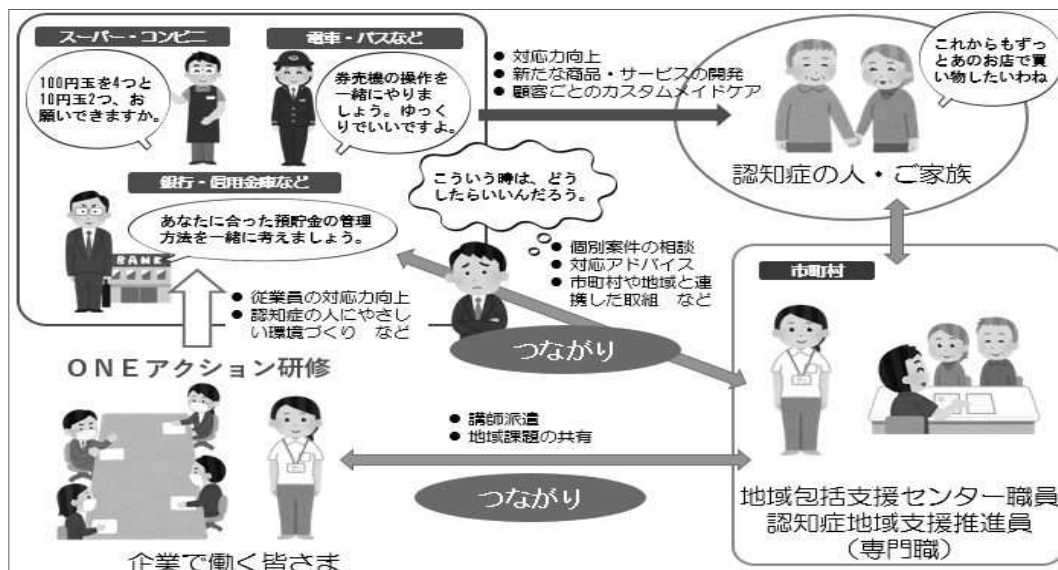 スーパー・コンビニ
100円玉を4つと
10円玉2つ、お
願いできますか。
電車・バスなど
券売機の操作を
一緒にやりま
しょう。ゆっく
りでいいですよ。
銀行・信用金庫など
あなたに合った預貯金の管理
方法を一緒に考えましょう。
BANK
● 対応力向上
● 新たな商品・サービスの開発
● 顧客ごとのカスタムメイドケア
これからもずっ
とあのお店で買
い物したいわね
認知症の人・ご家族
こういう時は、どう
したらいいんだろう。
● 個別案件の相談
● 対応アドバイス
● 市町村や地域と連
携した取組 など
● 従業員の対応力向上
● 認知症の人にやさし
い環境づくり など
つながり
ONEアクション研修
● 講師派遣
● 地域課題の共有
つながり
企業で働く皆さま
市町村
地域包括支援センター職員
認知症地域支援推進員
（専門職）